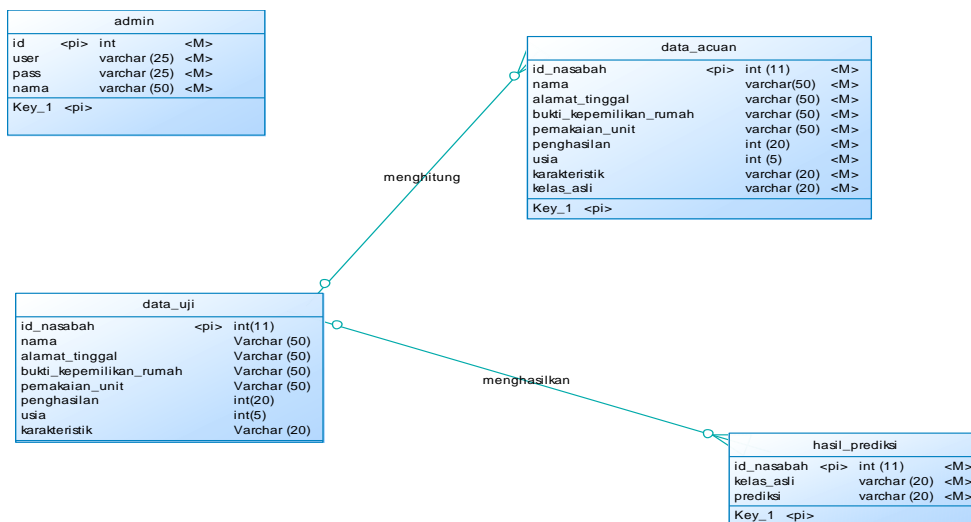 admin
id <pi> int <M>
user varchar (25) <M>
pass varchar (25) <M>
nama varchar (50) <M>
Key_1 <pi>
data_acuan
id_nasabah <pi> int (11) <M>
nama varchar(50) <M>
alamat_tinggal varchar (50) <M>
bukti_kepemilikan_rumah varchar (50) <M>
pemakaian_unit varchar (50) <M>
penghasilan int (20) <M>
usia int (5) <M>
karakteristik varchar (20) <M>
kelas_asli varchar (20) <M>
Key_1 <pi>
menghitung
data_uji
id_nasabah <pi> int(11)
nama Varchar (50)
alamat_tinggal Varchar (50)
bukti_kepemilikan_rumah Varchar (50)
pemakaian_unit Varchar (50)
penghasilan int(20)
usia int(5)
karakteristik Varchar (20)
menghasilkan
hasil_prediksi
id_nasabah <pi> int (11) <M>
kelas_asli varchar (20) <M>
prediksi varchar (20) <M>
Key_1 <pi>